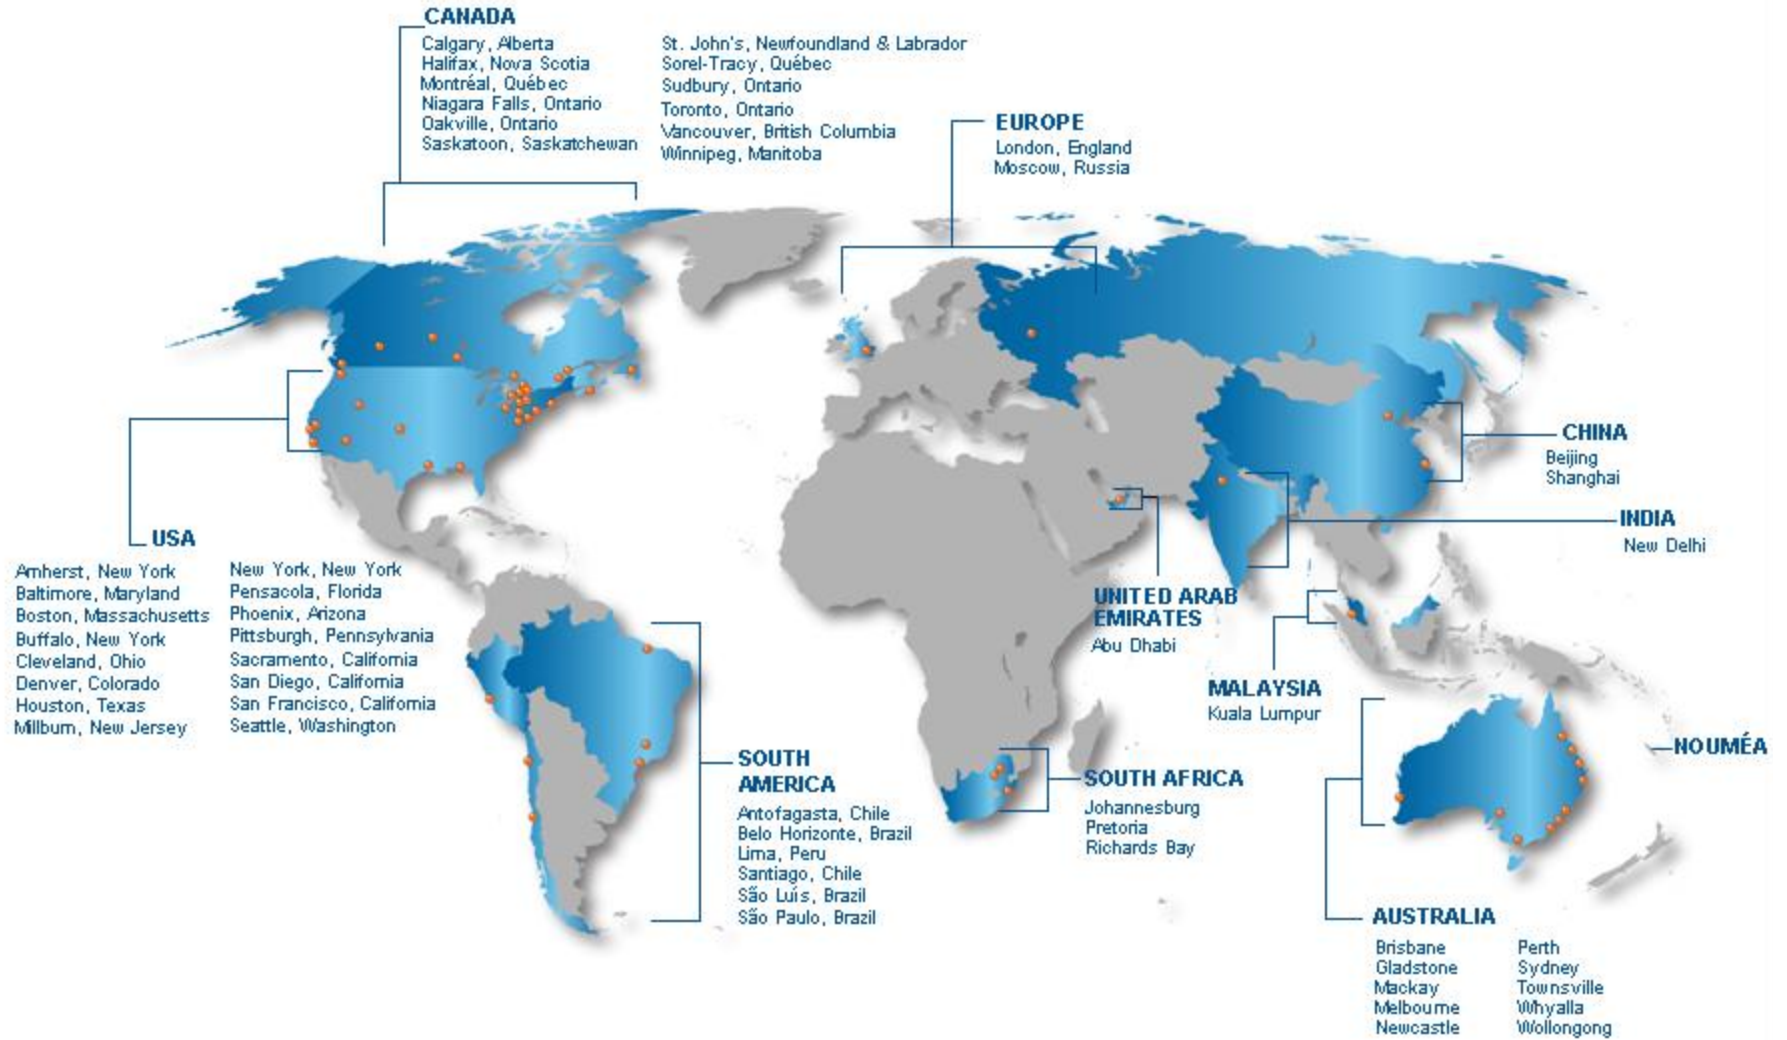 CANADA
Calgary, Alberta
Halifax, Nova Scotia
Montréal, Québec
Niagara Falls, Ontario
Oakville, Ontario
Saskatoon, Saskatchewan
St. John's, Newfoundland & Labrador
Sorel-Tracy, Québec
Sudbury, Ontario
Toronto, Ontario
Vancouver, British Columbia
Winnipeg, Manitoba
EUROPE
London, England
Moscow, Russia
CHINA
Beijing
Shanghai
INDIA
New Delhi
USA
Amherst, New York
Baltimore, Maryland
Boston, Massachusetts
Buffalo, New York
Cleveland, Ohio
Denver, Colorado
Houston, Texas
Millburn, New Jersey
New York, New York
Pensacola, Florida
Phoenix, Arizona
Pittsburgh, Pennsylvania
Sacramento, California
San Diego, California
San Francisco, California
Seattle, Washington
UNITED ARAB
EMIRATES
Abu Dhabi
MALAYSIA
Kuala Lumpur
NOUMÉA
SOUTH
AMERICA
Antofagasta, Chile
Belo Horizonte, Brazil
Lima, Peru
Santiago, Chile
São Luís, Brazil
São Paulo, Brazil
SOUTH AFRICA
Johannesburg
Pretoria
Richards Bay
AUSTRALIA
Brisbane
Gladstone
Mackay
Melbourne
Newcastle
Perth
Sydney
Townsville
Whyalla
Wollongong